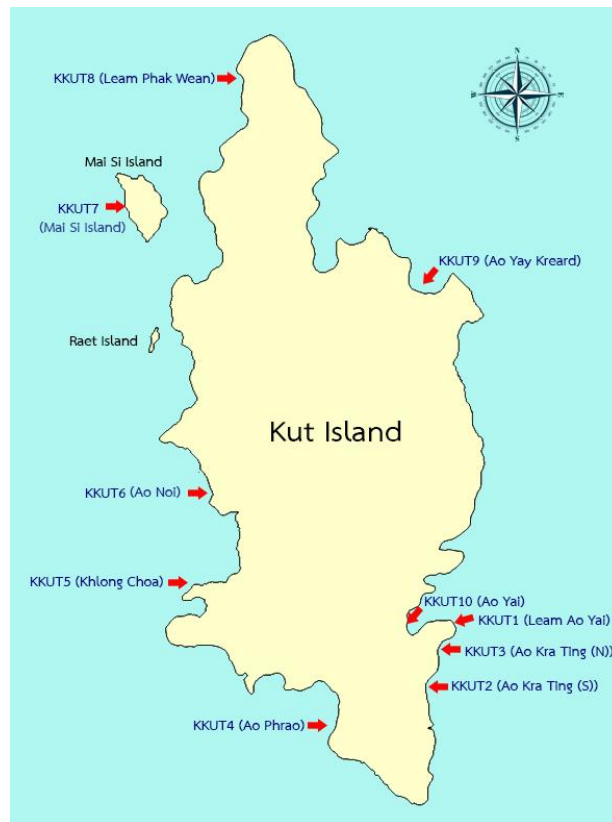 N
KKUT8 (Leam Phak Wean)
Mai Si Island
KKUT7
(Mai Si Island)
KKUT9 (Ao Yay Kreard)
Raet Island
Kut Island
KKUT6 (Ao Noi)
KKUT5 (Khlong Choa)
KKUT10 (Ao Yai)
KKUT1 (Leam Ao Yai)
KKUT3 (Ao Kra Ting (N))
KKUT2 (Ao Kra Ting (S))
KKUT4 (Ao Phrao)